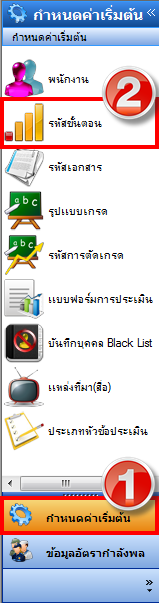 กำหนดค่าเริ่มต้น
กำหนดค่าเริ่มต้น
พนักงาน
2
รหัสขั้นตอน
รหัสเอกสาร
abc
รูปแบบเกรด
abc
รหัสการตัดเกรด
แบบฟอร์มการประเมิน
บันทึกบุคคล Black List
แหล่งที่มา(สื่อ)
ประเภทหัวข้อประเมิน
1
กำหนดค่าเริ่มต้น
ข้อมูลอัตรากำลังพล